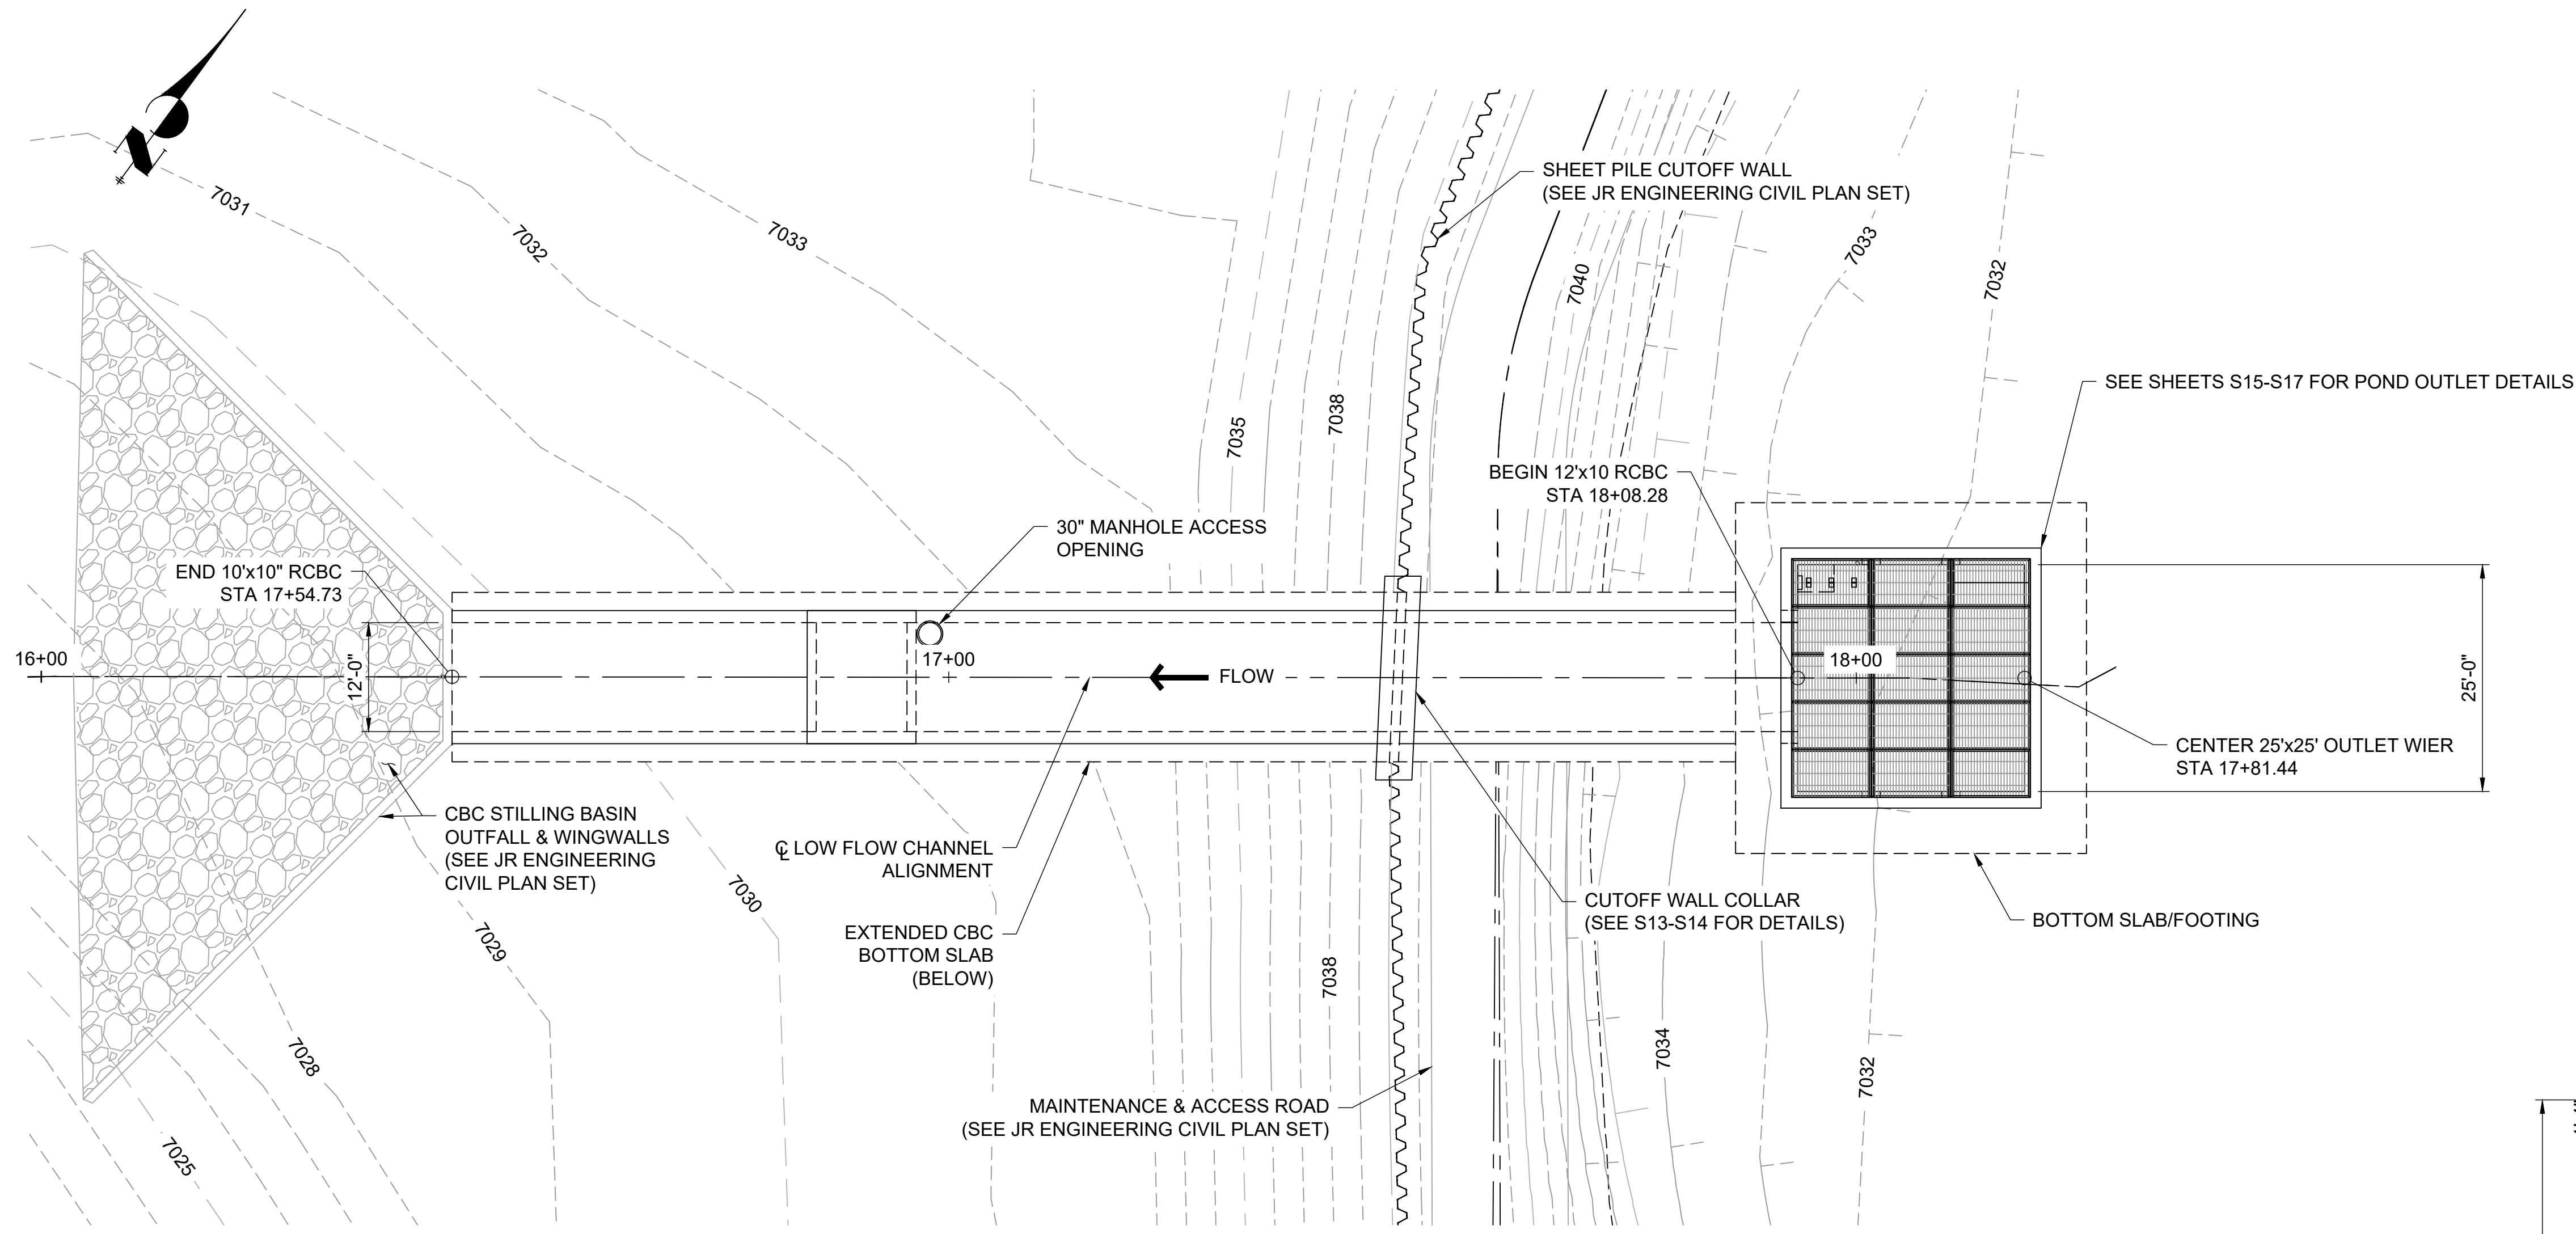 N
7031
7032
7033
SHEET PILE CUTOFF WALL
(SEE JR ENGINEERING CIVIL PLAN SET)
7040
7033
7032
SEE SHEETS S15-S17 FOR POND OUTLET DETAILS
7035
7038
BEGIN 12'x10 RCBC
STA 18+08.28
30" MANHOLE ACCESS
OPENING
END 10'x10" RCBC
STA 17+54.73
16+00
12'-0"
17+00
FLOW
18+00
25'-0"
CENTER 25'x25' OUTLET WIER
STA 17+81.44
CBC STILLING BASIN
OUTFALL & WINGWALLS
(SEE JR ENGINEERING
CIVIL PLAN SET)
℄ LOW FLOW CHANNEL
ALIGNMENT
7030
7029
EXTENDED CBC
BOTTOM SLAB
(BELOW)
CUTOFF WALL COLLAR
(SEE S13-S14 FOR DETAILS)
BOTTOM SLAB/FOOTING
7038
7034
7032
7028
MAINTENANCE & ACCESS ROAD
(SEE JR ENGINEERING CIVIL PLAN SET)
7025